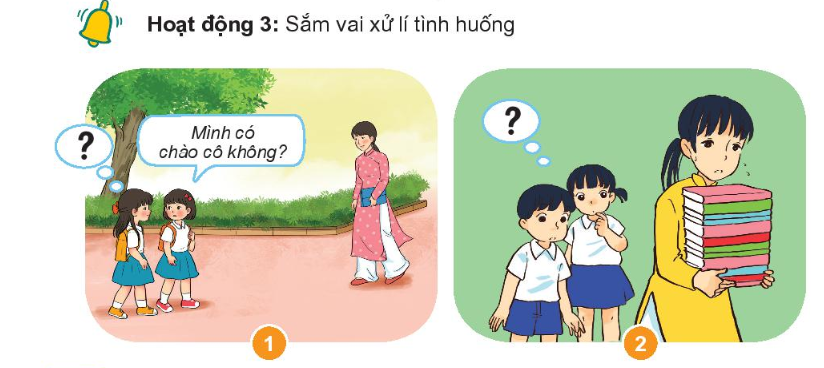 Hoạt động 3: Sắm vai xử lí tình huống
?
Mình có
chào cô không?
?
1
2